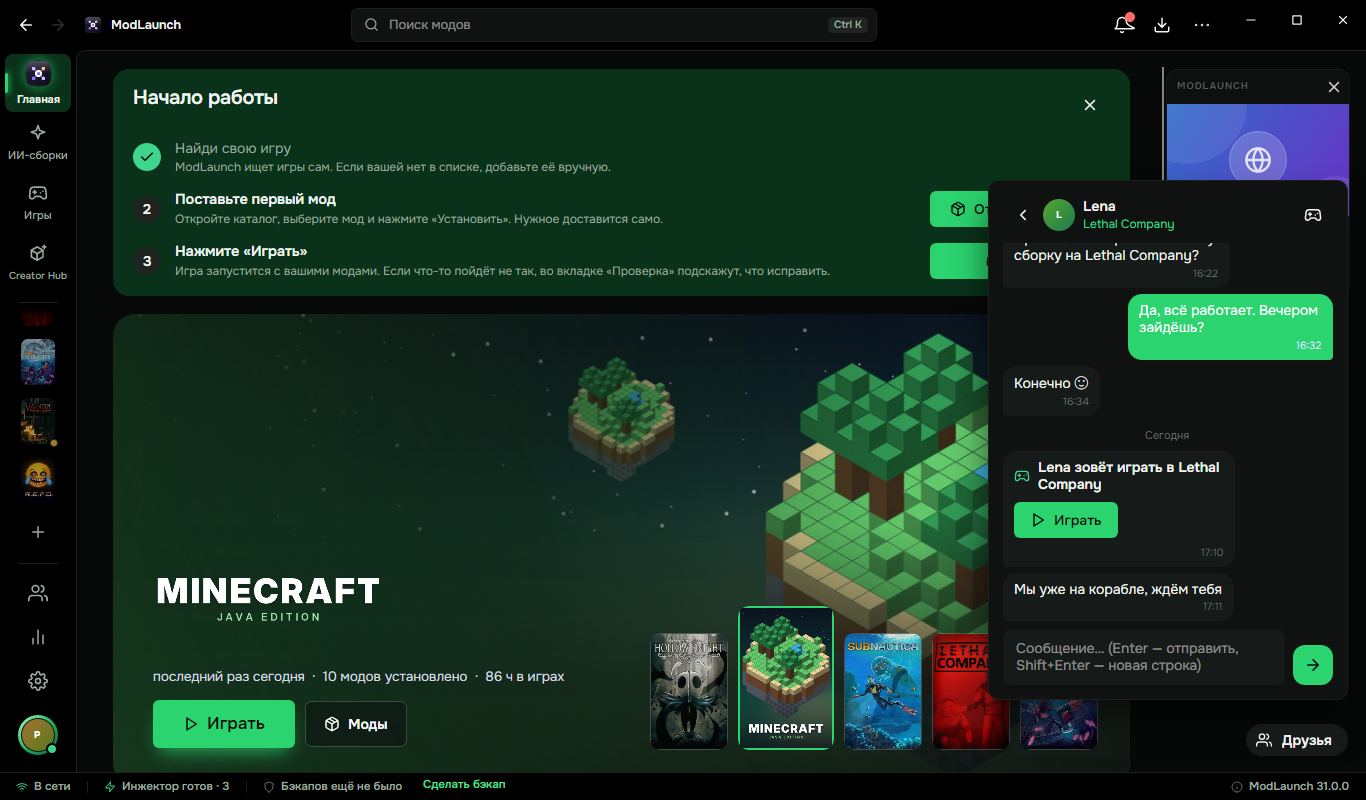 ModLaunch
Поиск модов
Ctrl K
Главная
ИИ-сборки
Игры
Creator Hub
Начало работы
Найди свою игру
ModLaunch ищет игры сам. Если вашей нет в списке, добавьте её вручную.
2
Поставьте первый мод
Откройте каталог, выберите мод и нажмите «Установить». Нужное доставится само.
3
Нажмите «Играть»
Игра запустится с вашими модами. Если что-то пойдёт не так, во вкладке «Проверка» подскажут, что исправить.
MODLAUNCH
L
Lena
Lethal Company
сборку на Lethal Company?
16:22
Да, всё работает. Вечером
зайдёшь?
16:32
Конечно
16:34
Сегодня
Lena зовёт играть в Lethal
Company
Играть
17:10
Мы уже на корабле, ждём тебя
17:11
Сообщение... (Enter — отправить,
Shift+Enter — новая строка)
MINECRAFT
JAVA EDITION
последний раз сегодня · 10 модов установлено · 86 ч в играх
Играть
Моды
HOLLOW KNIGHT
MINECRAFT
JAVA EDITION
SUBNAUTICA
P
Друзья
В сети
Инжектор готов · 3
Бэкапов ещё не было
Сделать бэкап
ModLaunch 31.0.0